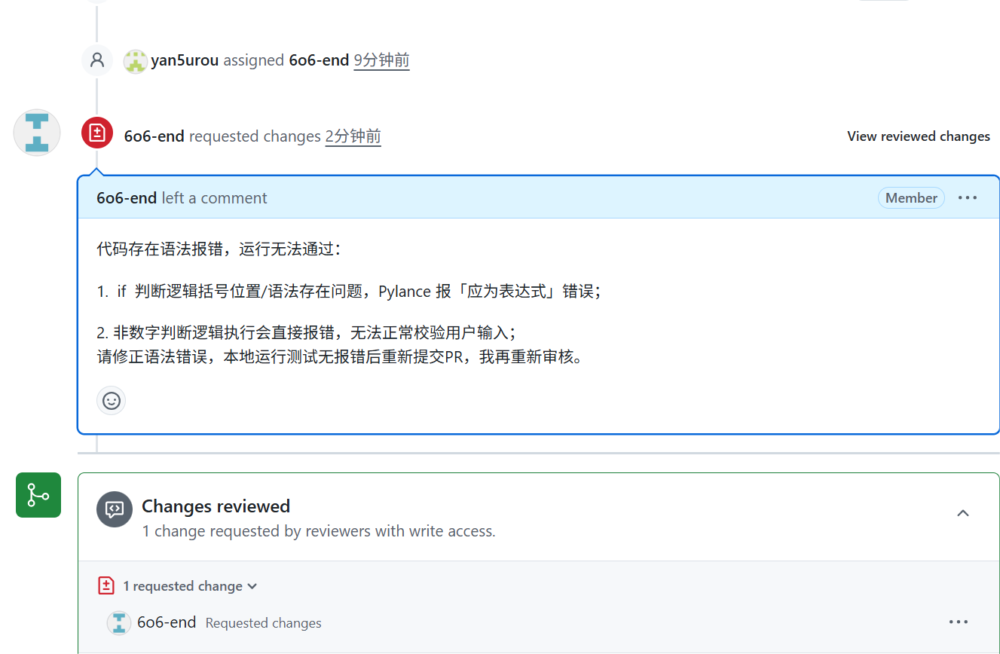 yan5urou assigned 6o6-end 9分钟前
6o6-end requested changes 2分钟前
View reviewed changes
6o6-end left a comment
Member
代码存在语法报错，运行无法通过：
1. if 判断逻辑括号位置/语法存在问题，Pylance 报「应为表达式」错误；
2. 非数字判断逻辑执行会直接报错，无法正常校验用户输入；
请修正语法错误，本地运行测试无报错后重新提交PR，我再重新审核。
Changes reviewed
1 change requested by reviewers with write access.
1 requested change
6o6-end Requested changes